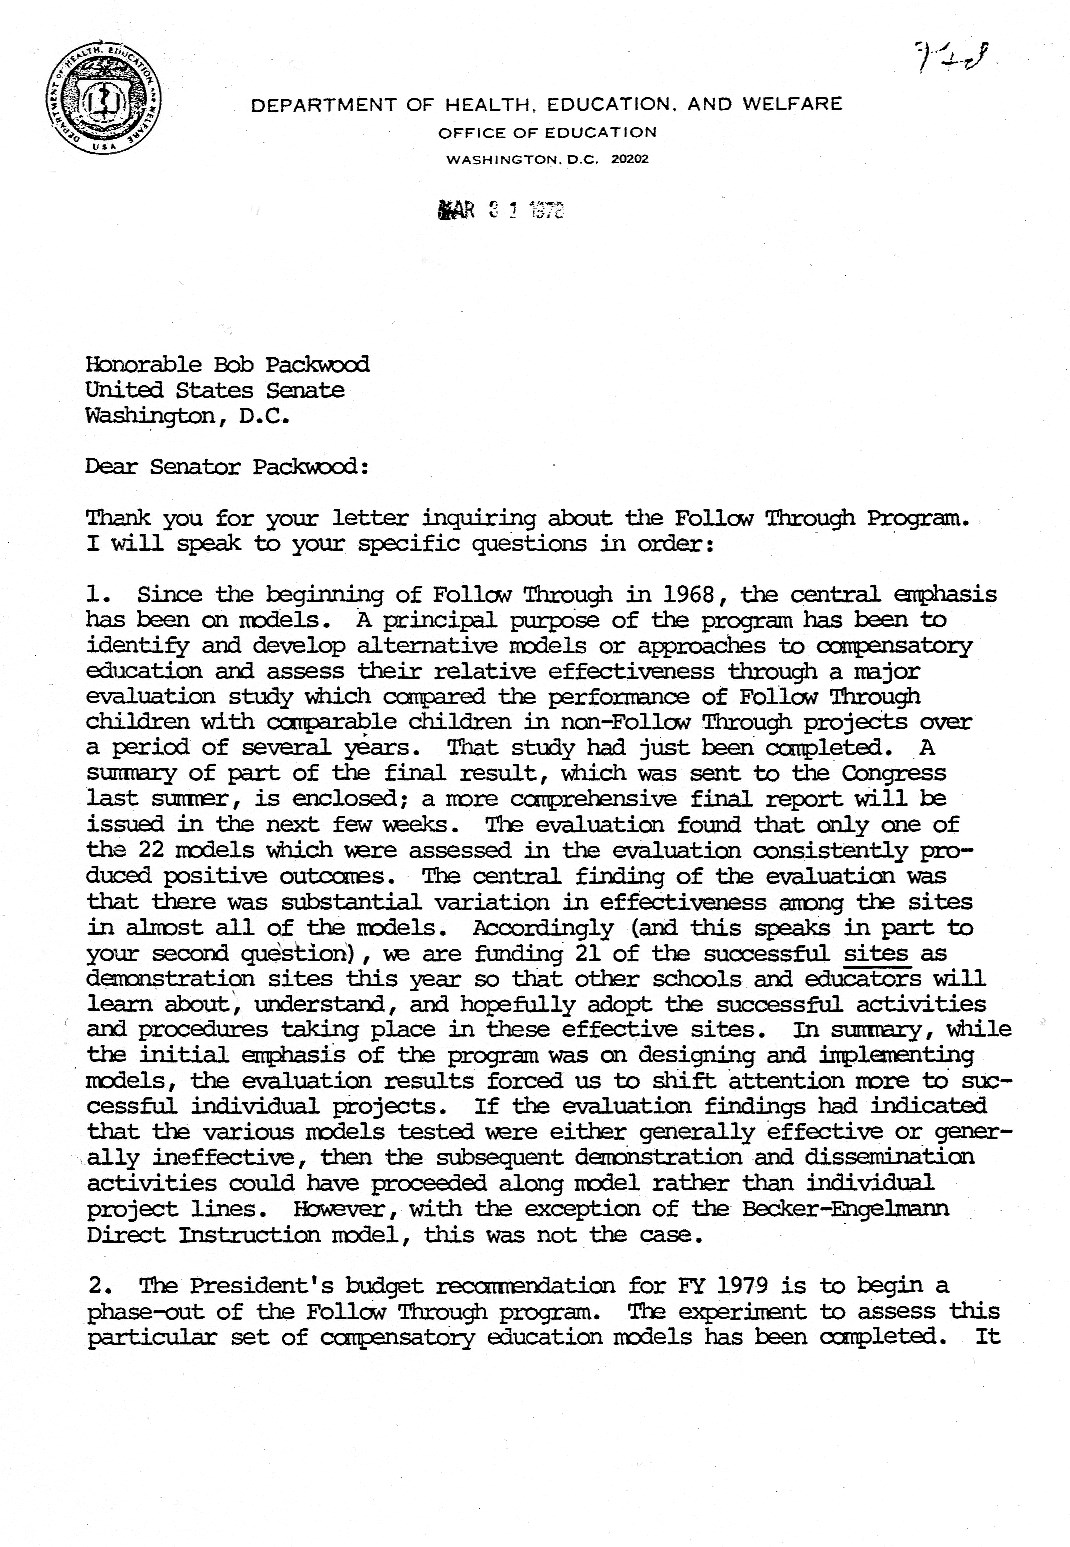 DEPARTMENT OF HEALTH, EDUCATION, AND WELFARE
OFFICE OF EDUCATION
WASHINGTON, D.C. 20202
DEPARTMENT OF HEALTH, EDUCATION AND WELFARE
USA
MAR 31 1978
Honorable Bob Packwood
United States Senate
Washington, D.C.
Dear Senator Packwood:
Thank you for your letter inquiring about the Follow Through Program.
I will speak to your specific questions in order:
1. Since the beginning of Follow Through in 1968, the central emphasis
has been on models. A principal purpose of the program has been to
identify and develop alternative models or approaches to compensatory
education and assess their relative effectiveness through a major
evaluation study which compared the performance of Follow Through
children with comparable children in non-Follow Through projects over
a period of several years. That study had just been completed. A
summary of part of the final result, which was sent to the Congress
last summer, is enclosed; a more comprehensive final report will be
issued in the next few weeks. The evaluation found that only one of
the 22 models which were assessed in the evaluation consistently pro-
duced positive outcomes. The central finding of the evaluation was
that there was substantial variation in effectiveness among the sites
in almost all of the models. Accordingly (and this speaks in part to
your second question), we are funding 21 of the successful sites as
demonstration sites this year so that other schools and educators will
learn about, understand, and hopefully adopt the successful activities
and procedures taking place in these effective sites. In summary, while
the initial emphasis of the program was on designing and implementing
models, the evaluation results forced us to shift attention more to suc-
cessful individual projects. If the evaluation findings had indicated
that the various models tested were either generally effective or gener-
ally ineffective, then the subsequent demonstration and dissemination
activities could have proceeded along model rather than individual
project lines. However, with the exception of the Becker-Engelmann
Direct Instruction model, this was not the case.
2. The President's budget recommendation for FY 1979 is to begin a
phase-out of the Follow Through program. The experiment to assess this
particular set of compensatory education models has been completed. It